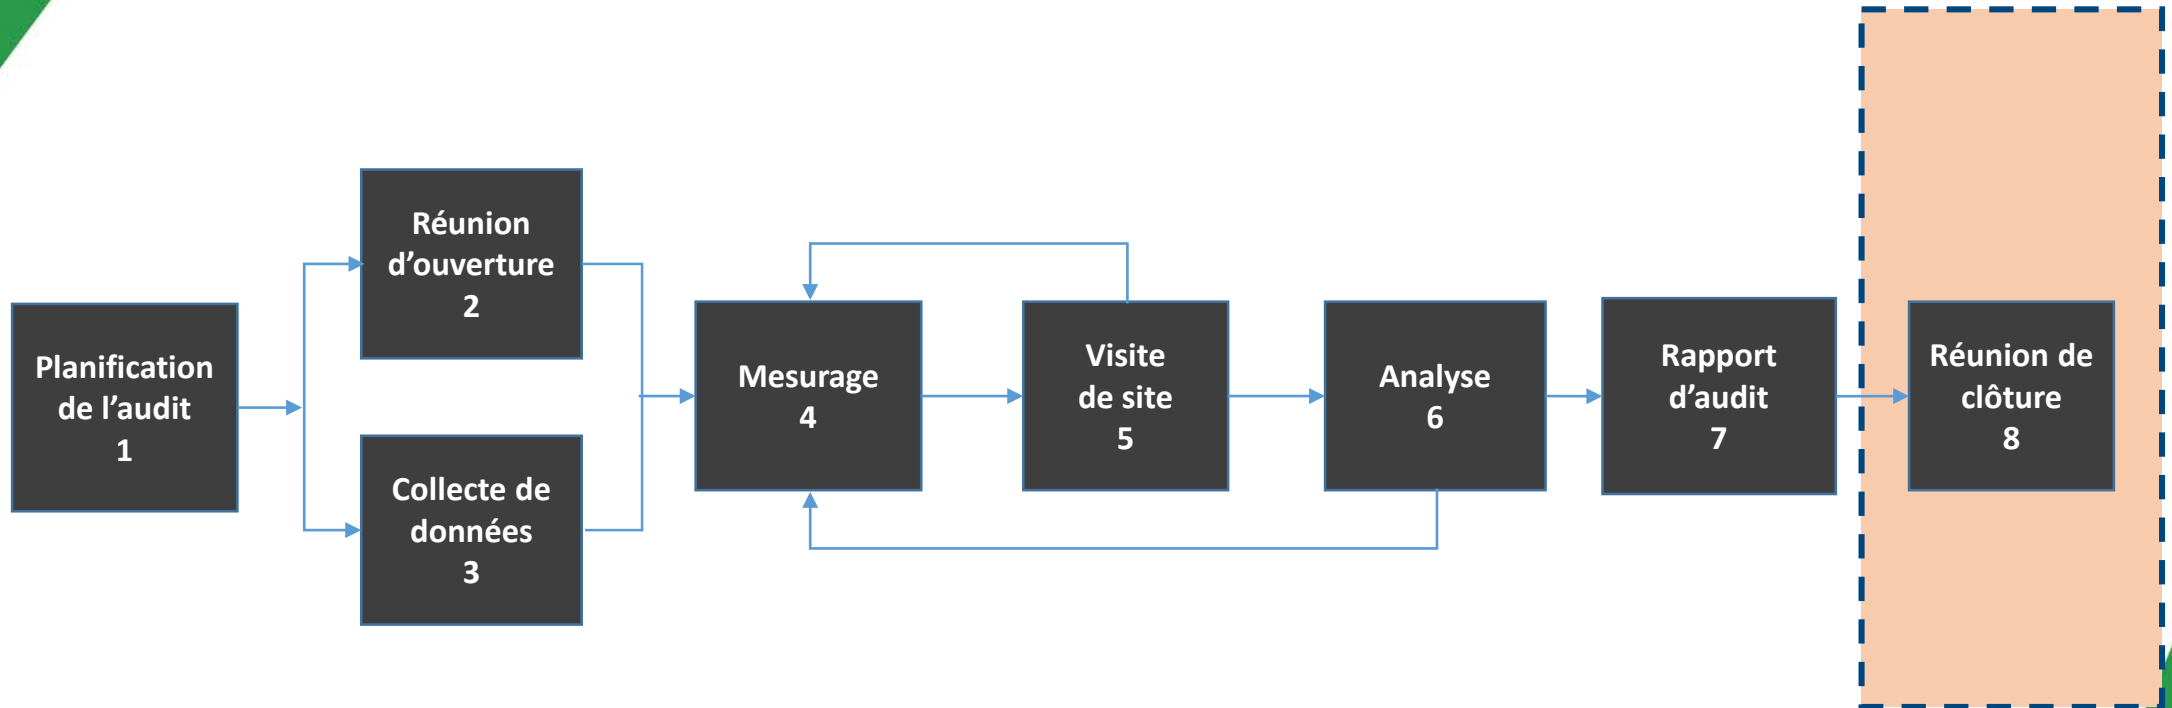 Planification
de l’audit
1
Réunion
d’ouverture
2
Collecte de
données
3
Mesurage
4
Visite
de site
5
Analyse
6
Rapport
d’audit
7
Réunion de
clôture
8